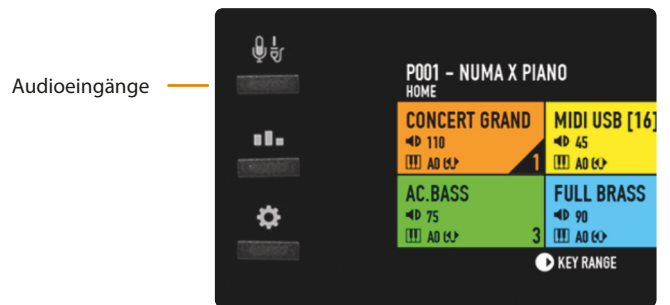 Audioeingänge
P001 - NUMA X PIANO
HOME
CONCERT GRAND
110
A0
1
MIDI USB [16]
45
A0
AC.BASS
75
A0
3
FULL BRASS
90
A0
KEY RANGE